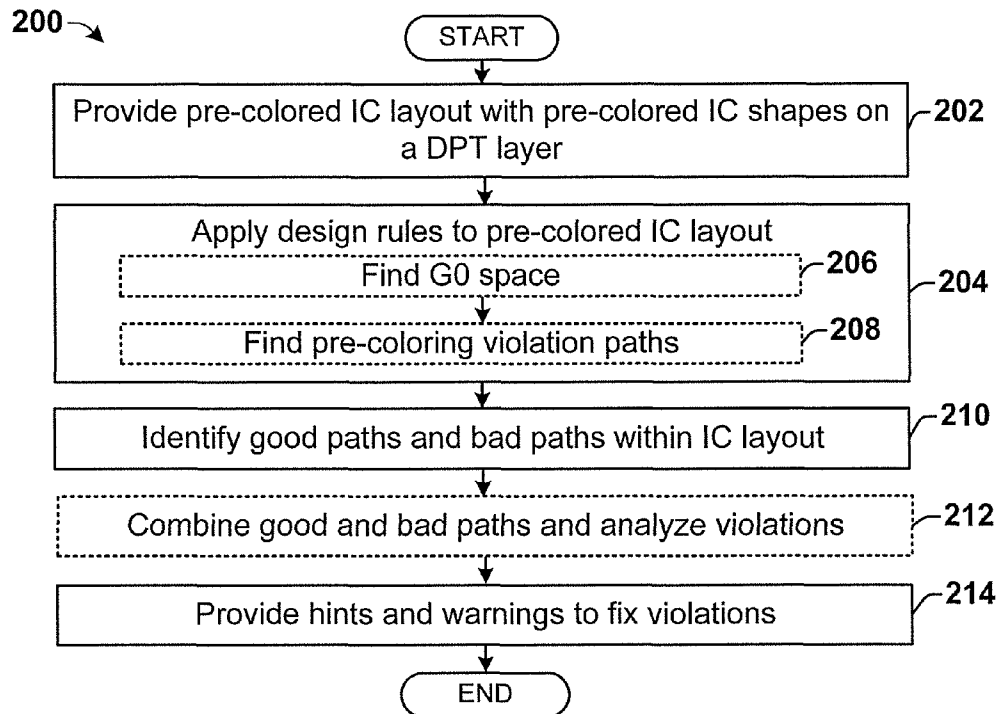 200
START
Provide pre-colored IC layout with pre-colored IC shapes on
a DPT layer
202
Apply design rules to pre-colored IC layout
204
Find G0 space
206
Find pre-coloring violation paths
208
Identify good paths and bad paths within IC layout
210
Combine good and bad paths and analyze violations
212
Provide hints and warnings to fix violations
214
END